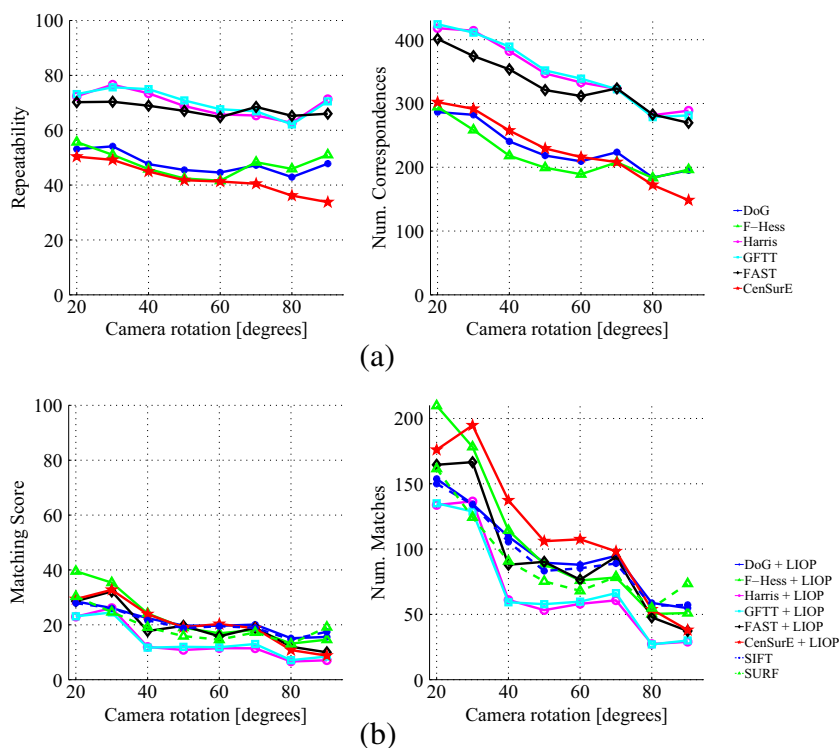 100
80
60
40
20
0
Repeatability
20 40 60 80
Camera rotation [degrees]
400
300
200
100
0
Num. Correspondences
20 40 60 80
Camera rotation [degrees]
DoG
F−Hess
Harris
GFTT
FAST
CenSurE
(a)
100
80
60
40
20
0
Matching Score
20 40 60 80
Camera rotation [degrees]
200
150
100
50
0
Num. Matches
20 40 60 80
Camera rotation [degrees]
DoG + LIOP
F−Hess + LIOP
Harris + LIOP
GFTT + LIOP
FAST + LIOP
CenSurE + LIOP
SIFT
SURF
(b)